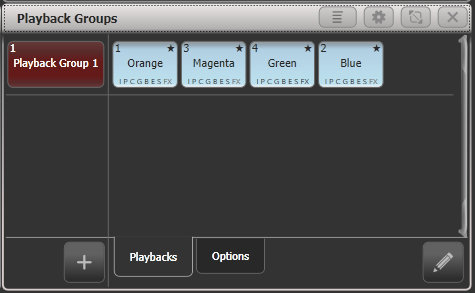 Playback Groups
1
Playback Group 1
1 ★
Orange
I P C G B E S FX
3 ★
Magenta
I P C G B E S FX
4 ★
Green
I P C G B E S FX
2 ★
Blue
I P C G B E S FX
Playbacks
Options